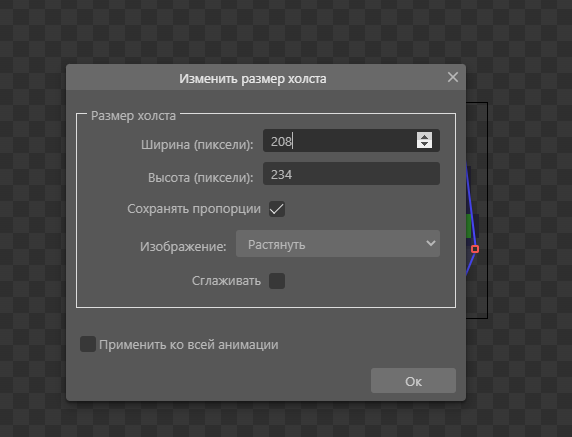 Изменить размер холста
Размер холста
Ширина (пиксели): 208
Высота (пиксели): 234
Сохранять пропорции
Изображение: Растянуть
Сглаживать
Применить ко всей анимации
Ок